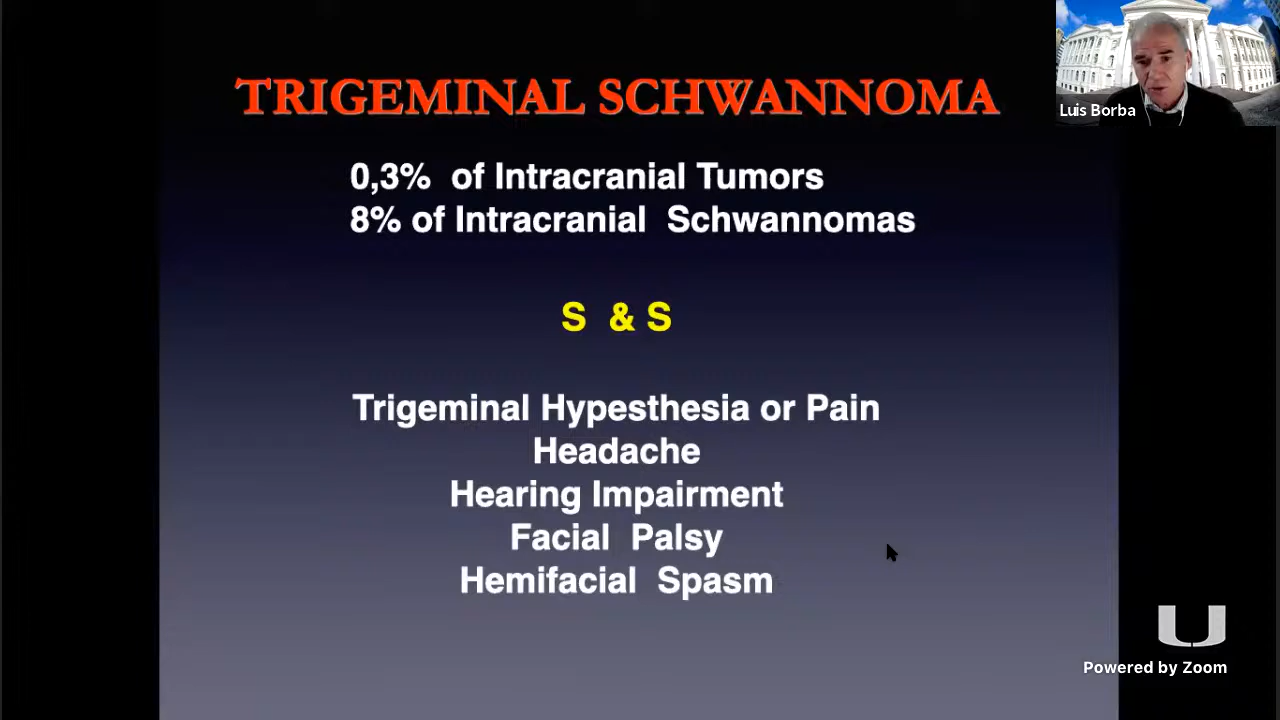 TRIGEMINAL SCHWANNOMA
Luis Borba
0,3% of Intracranial Tumors
8% of Intracranial Schwannomas
S & S
Trigeminal Hypesthesia or Pain
Headache
Hearing Impairment
Facial Palsy
Hemifacial Spasm
U
Powered by Zoom